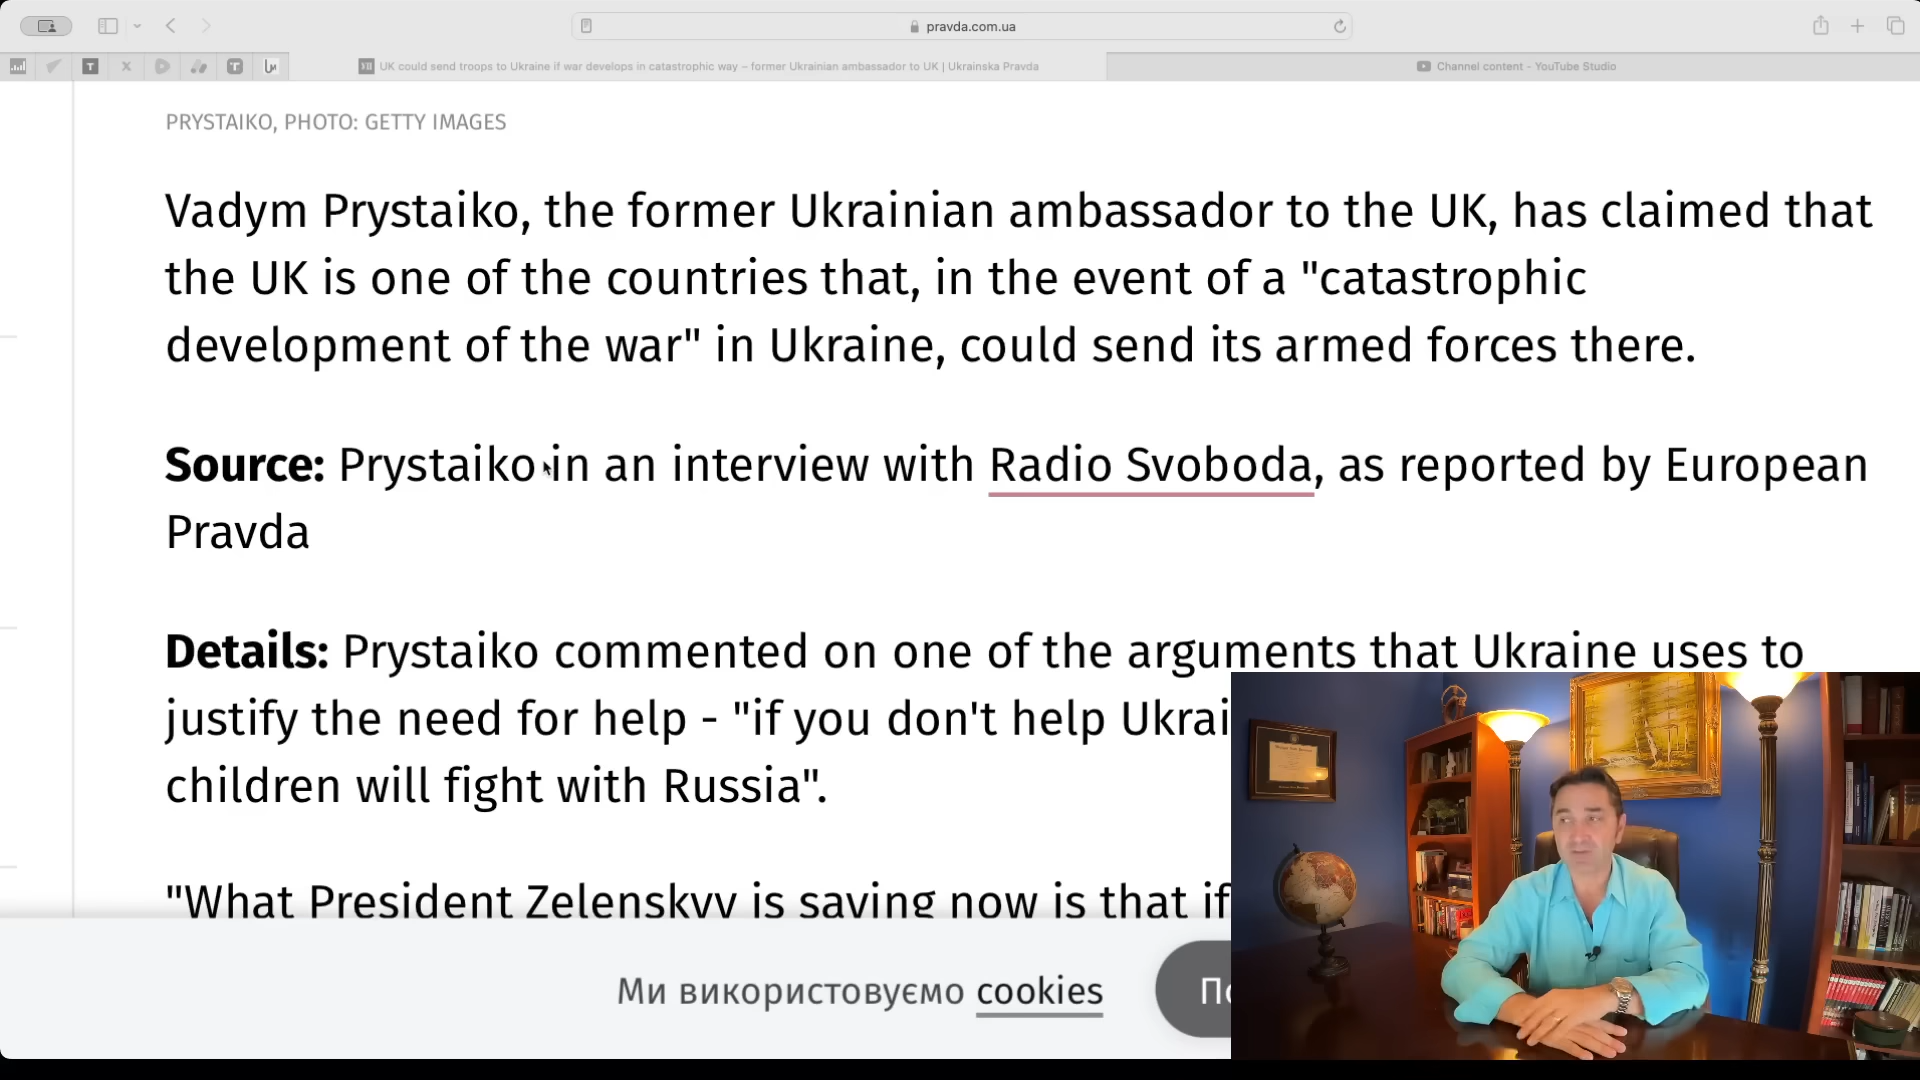 pravda.com.ua
UK could send troops to Ukraine if war develops in catastrophic way – former Ukrainian ambassador to UK | Ukrainska Pravda
Channel content - YouTube Studio
PRYSTAIKO, PHOTO: GETTY IMAGES
Vadym Prystaiko, the former Ukrainian ambassador to the UK, has claimed that
the UK is one of the countries that, in the event of a "catastrophic
development of the war" in Ukraine, could send its armed forces there.
Source: Prystaiko in an interview with Radio Svoboda, as reported by European
Pravda
Details: Prystaiko commented on one of the arguments that Ukraine uses to
justify the need for help - "if you don't help Ukrai
children will fight with Russia".
"What President Zelenskyy is saying now is that if
Ми використовуємо cookies